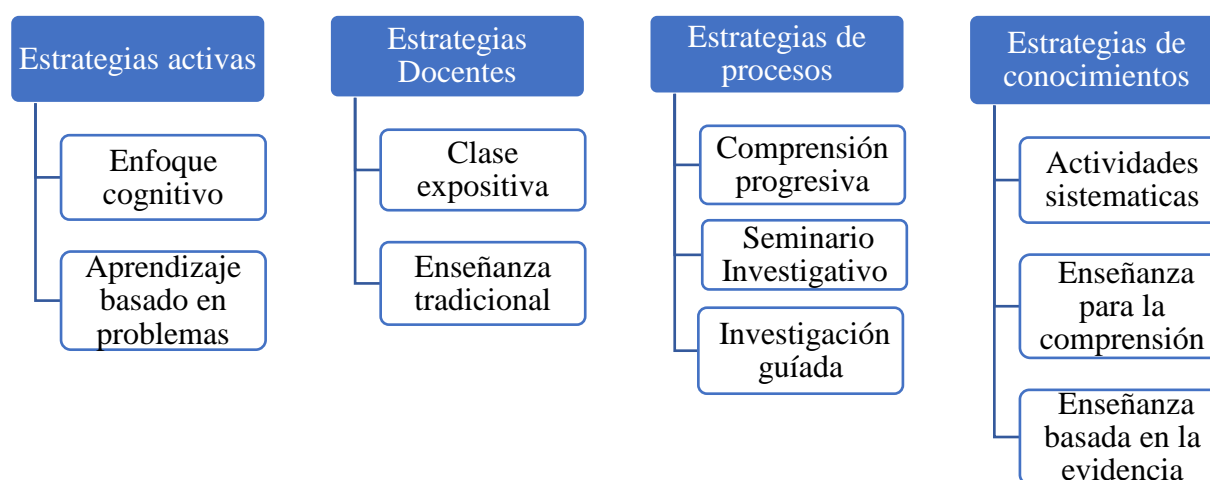 Estrategias activas
Enfoque
cognitivo
Aprendizaje
basado en
problemas
Estrategias
Docentes
Clase
expositiva
Enseñanza
tradicional
Estrategias de
procesos
Comprensión
progresiva
Seminario
Investigativo
Investigación
guíada
Estrategias de
conocimientos
Actividades
sistematicas
Enseñanza
para la
comprensión
Enseñanza
basada en la
evidencia